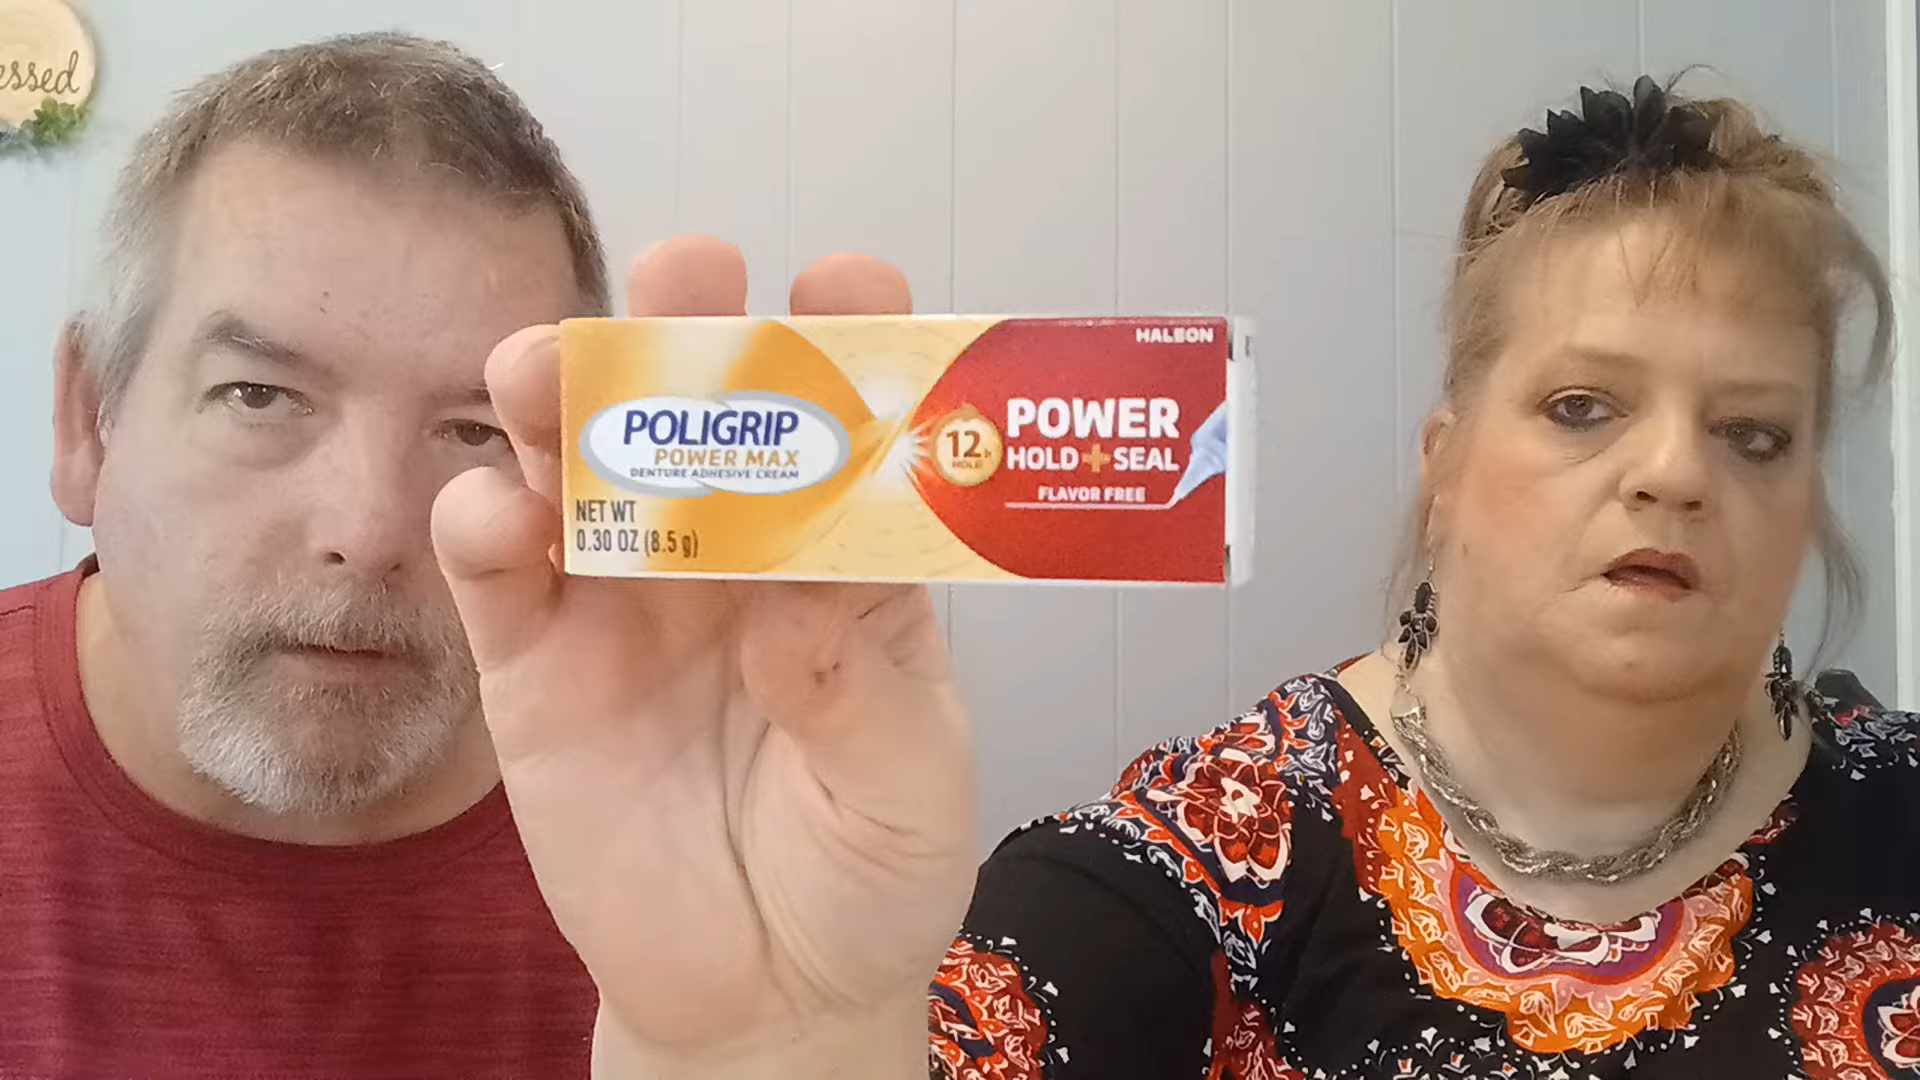 essed
HALEON
POLIGRIP
POWER MAX
DENTURE ADHESIVE CREAM
NET WT
0.30 OZ (8.5 g)
12h
HOLD
POWER
HOLD+SEAL
FLAVOR FREE